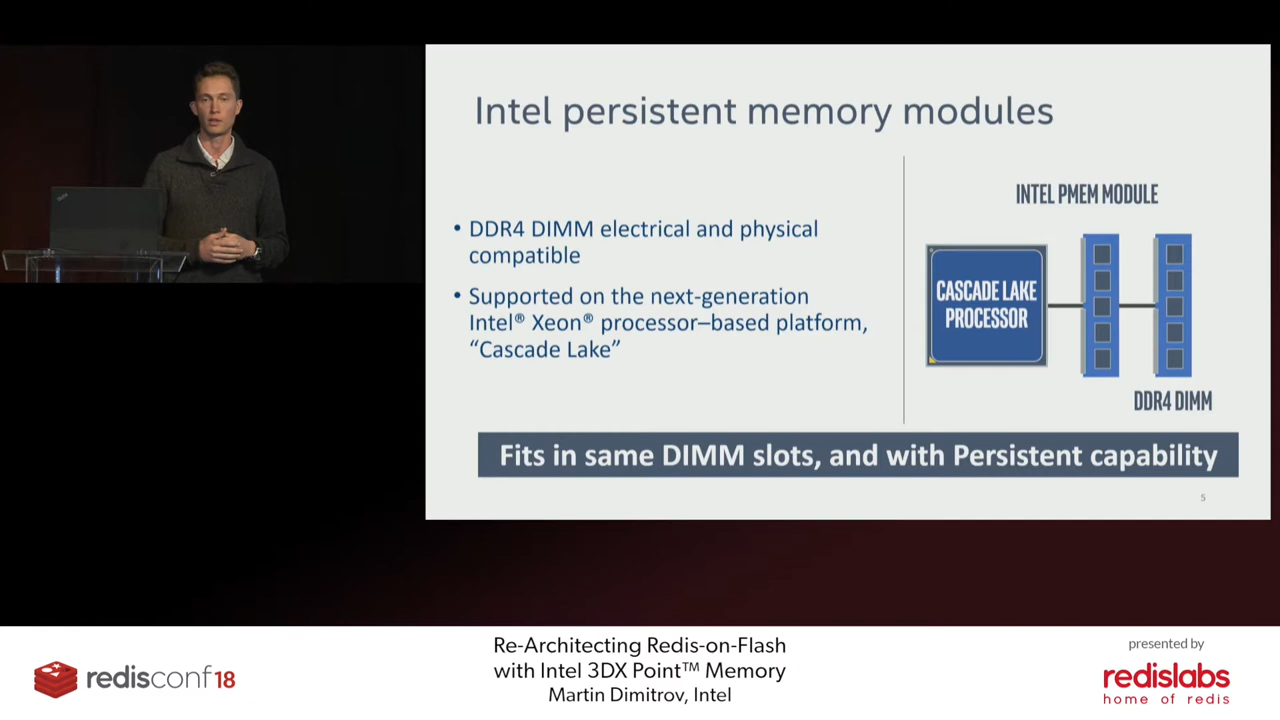 Intel persistent memory modules
• DDR4 DIMM electrical and physical
compatible
• Supported on the next-generation
Intel® Xeon® processor–based platform,
“Cascade Lake”
INTEL PMEM MODULE
CASCADE LAKE
PROCESSOR
DDR4 DIMM
Fits in same DIMM slots, and with Persistent capability
5
redisconf18
Re-Architecting Redis-on-Flash
with Intel 3DX Point™ Memory
Martin Dimitrov, Intel
presented by
redislabs
home of redis